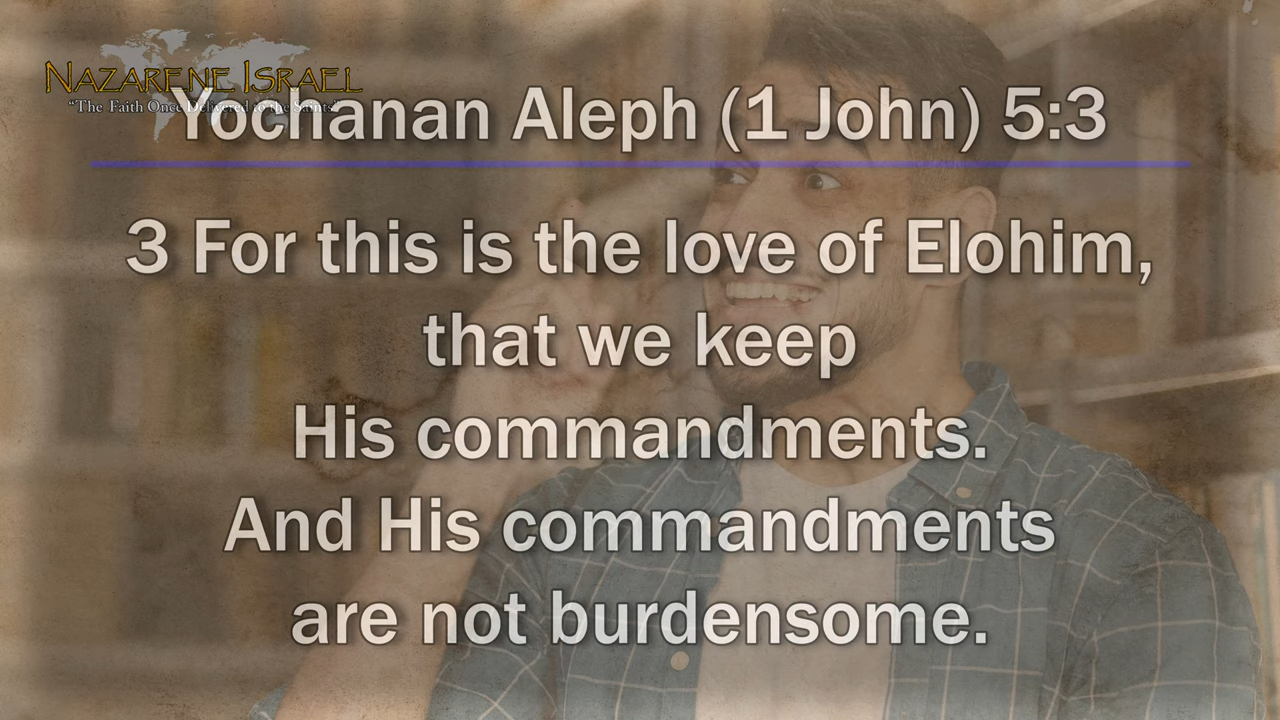 NAZARENE ISRAEL
"The Faith Once Delivered to the Saints"
Yochanan Aleph (1 John) 5:3
3 For this is the love of Elohim,
that we keep
His commandments.
And His commandments
are not burdensome.